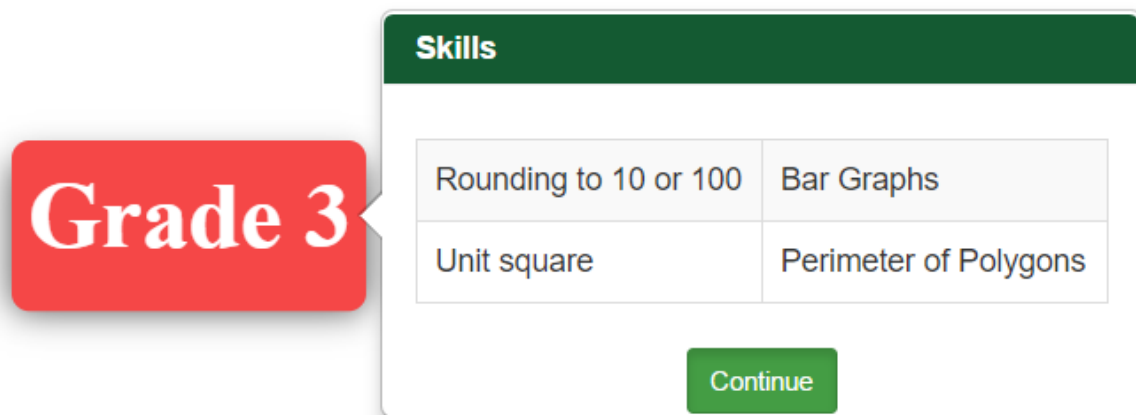 Skills
Grade 3
Rounding to 10 or 100
Bar Graphs
Unit square
Perimeter of Polygons
Continue